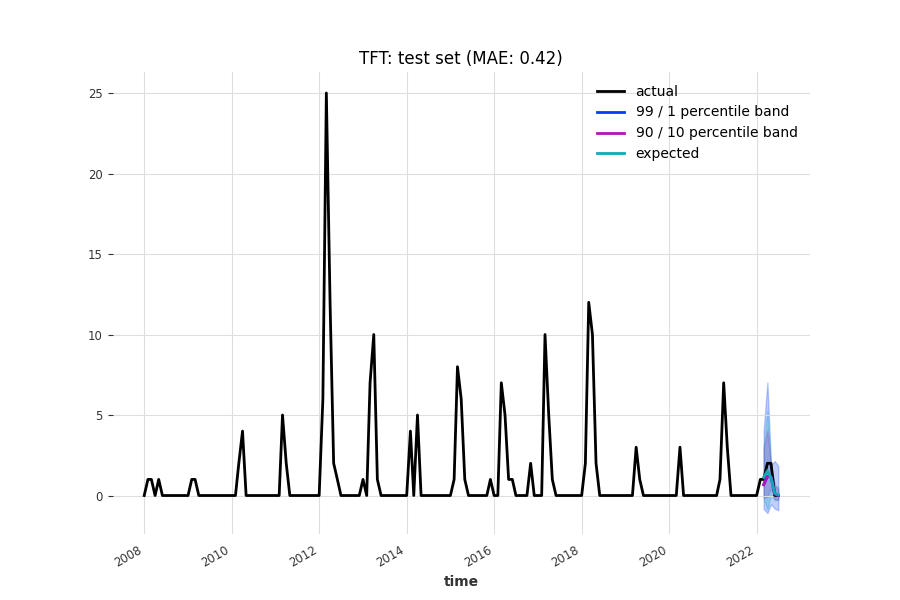 TFT: test set (MAE: 0.42)
actual
99 / 1 percentile band
90 / 10 percentile band
expected
25
20
15
10
5
0
2008
2010
2012
2014
2016
2018
2020
2022
time